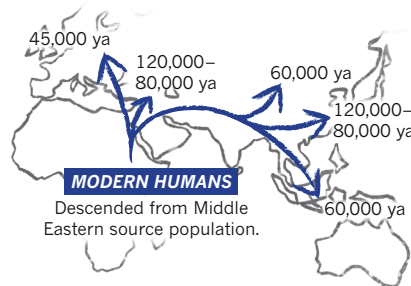 45,000 ya
120,000–
80,000 ya
60,000 ya
120,000–
80,000 ya
MODERN HUMANS
Descended from Middle
Eastern source population.
60,000 ya